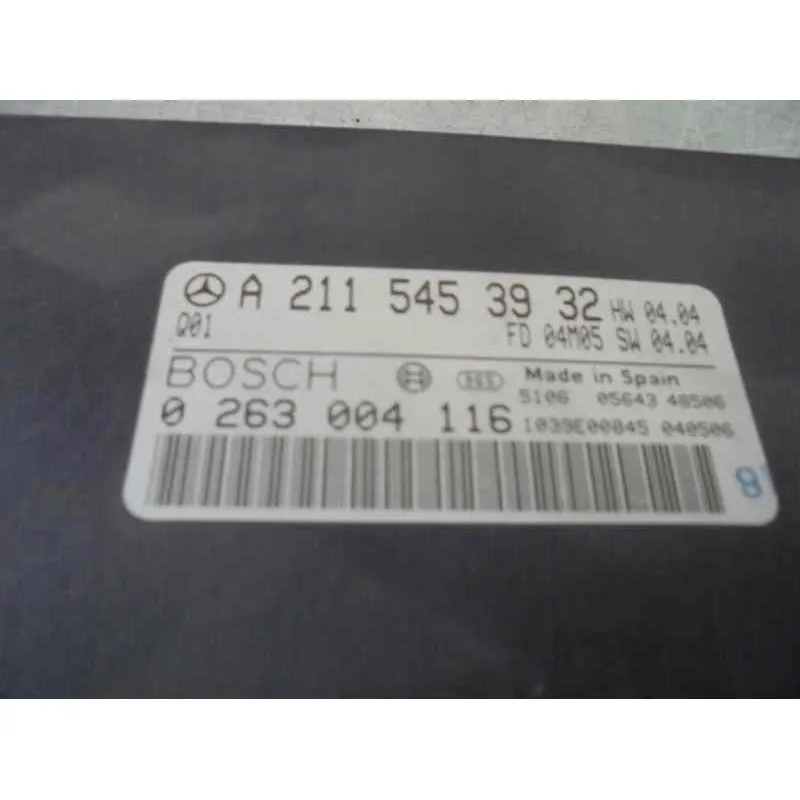 A 211 545 39 32 HW 04.04
Q01 FD 04M05 SW 04.04
BOSCH Made in Spain
5106 05643 48506
0 263 004 116 1039E00845 040506
8